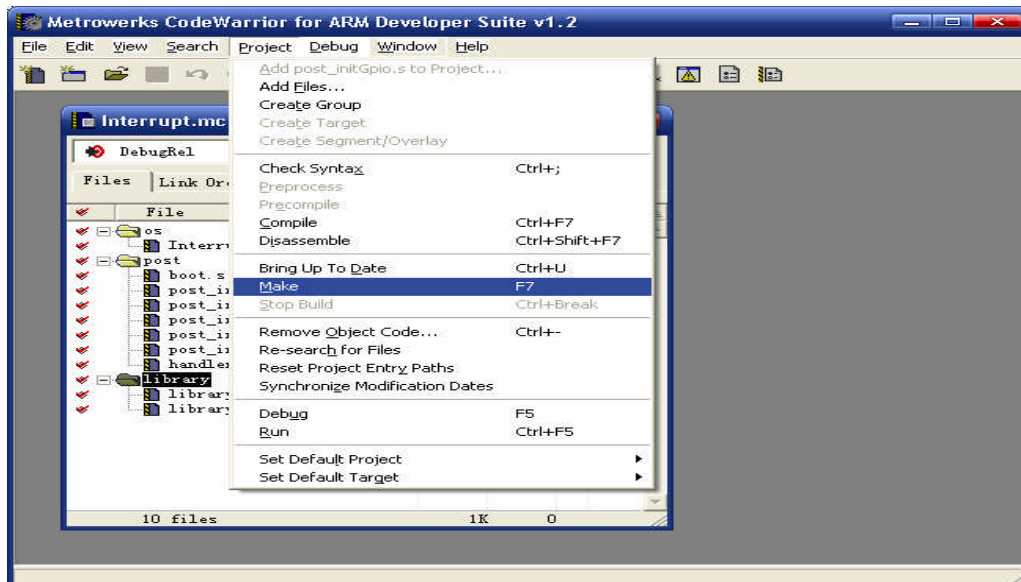 Metrowerks CodeWarrior for ARM Developer Suite v1.2
File Edit View Search Project Debug Window Help
Interrupt.mc
DebugRel
Files Link Or
File
os
Interr
post
boot.s
post_i
post_i
post_i
post_i
post_i
handle
library
library
library
10 files 1K 0
Add post_initGpio.s to Project...
Add Files...
Create Group
Create Target
Create Segment/Overlay
Check Syntax Ctrl+;
Preprocess
Precompile
Compile Ctrl+F7
Disassemble Ctrl+Shift+F7
Bring Up To Date Ctrl+U
Make F7
Stop Build Ctrl+Break
Remove Object Code... Ctrl+-
Re-search for Files
Reset Project Entry Paths
Synchronize Modification Dates
Debug F5
Run Ctrl+F5
Set Default Project
Set Default Target